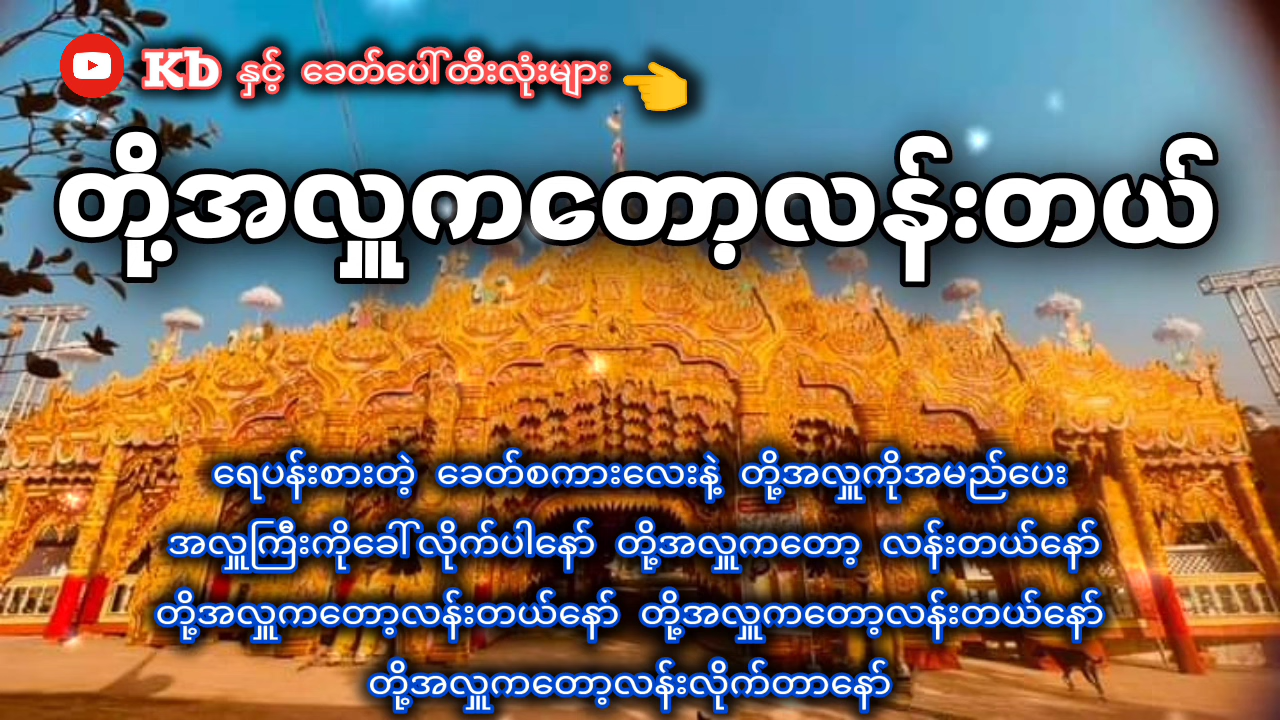 Kb နှင့် ခေတ်ပေါ်တီးလုံးများ
တို့အလှူကတော့လန်းတယ်
ရေပန်းစားတဲ့ ခေတ်စကားလေးနဲ့ တို့အလှူကိုအမည်ပေး
အလှူကြီးကိုခေါ်လိုက်ပါနော် တို့အလှူကတော့ လန်းတယ်နော်
တို့အလှူကတော့လန်းတယ်နော် တို့အလှူကတော့လန်းတယ်နော်
တို့အလှူကတော့လန်းလိုက်တာနော်